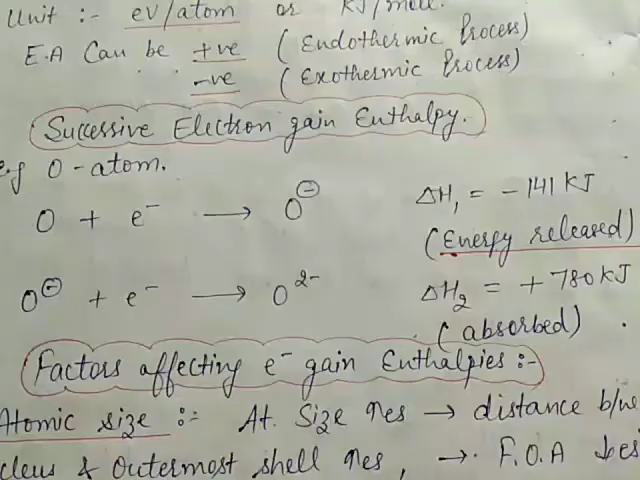 Unit :- eV/atom or KJ/mole.
E.A Can be +ve (Endothermic Process)
-ve (Exothermic Process)
Successive Electron gain Enthalpy.
e.g O-atom.
O + e⁻ → O⊖ ΔH₁ = -141 KJ
(Energy released)
O⊖ + e⁻ → O²⁻ ΔH₂ = +780 KJ
(absorbed)
Factors affecting e⁻ gain Enthalpies :-
Atomic size :- At. Size ↑es → distance b/w
cleus & Outermost shell ↑es, → F.O.A ↓es